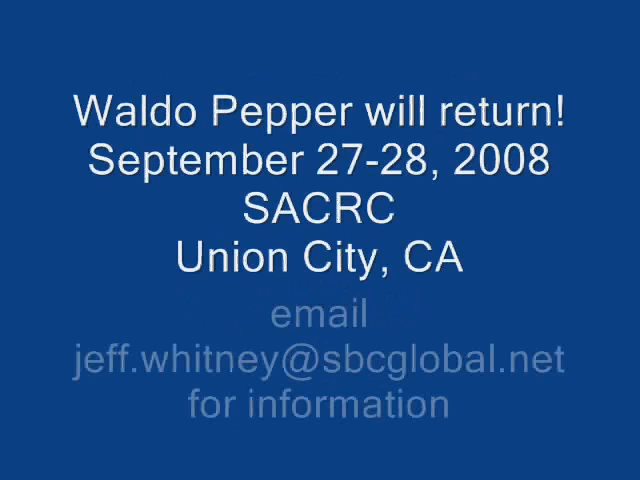 Waldo Pepper will return!
September 27-28, 2008
SACRC
Union City, CA
email
jeff.whitney@sbcglobal.net
for information